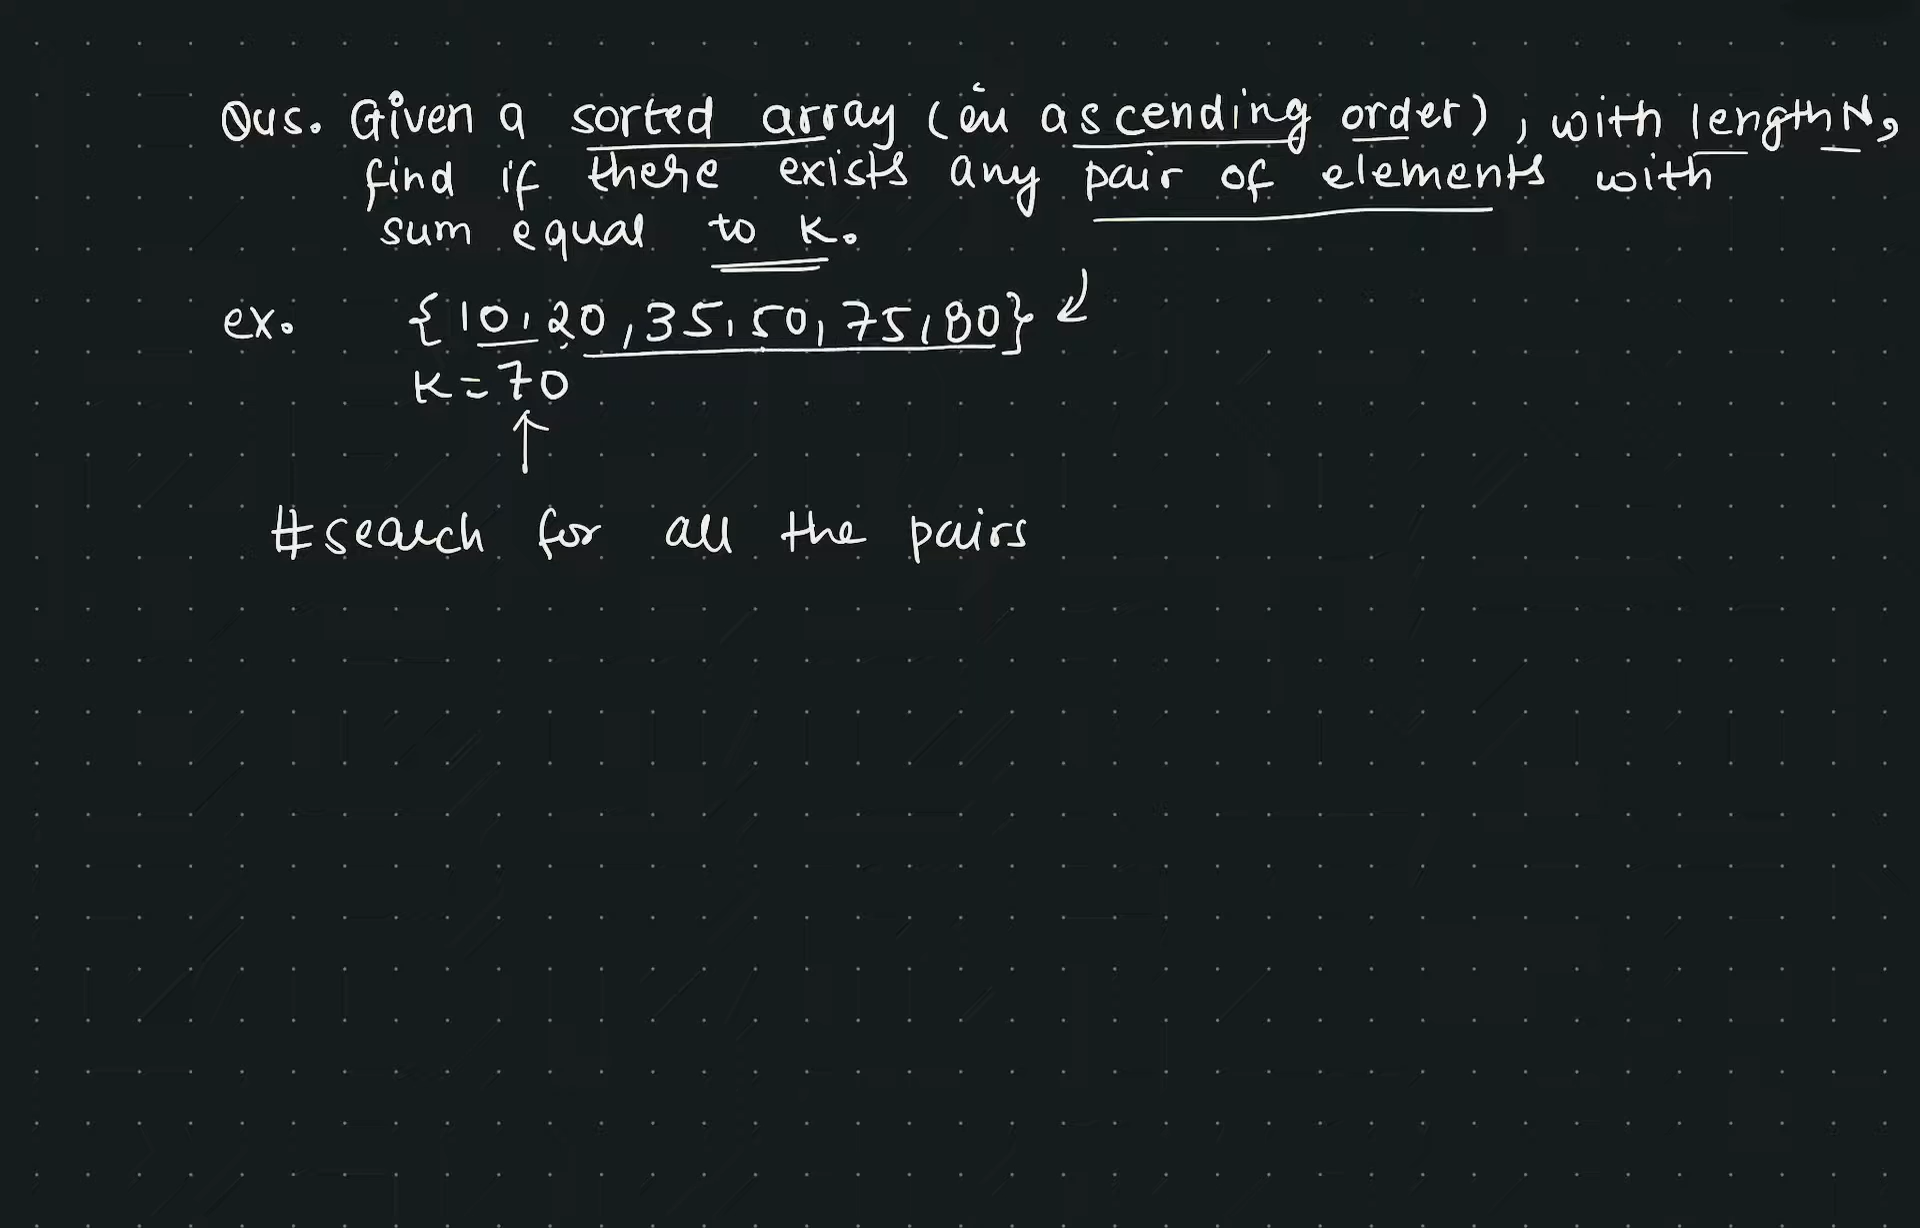 Ques. Given a sorted array (in ascending order), with length N,
find if there exists any pair of elements with
sum equal to K.
ex. {10, 20, 35, 50, 75, 80}
K = 70
#search for all the pairs